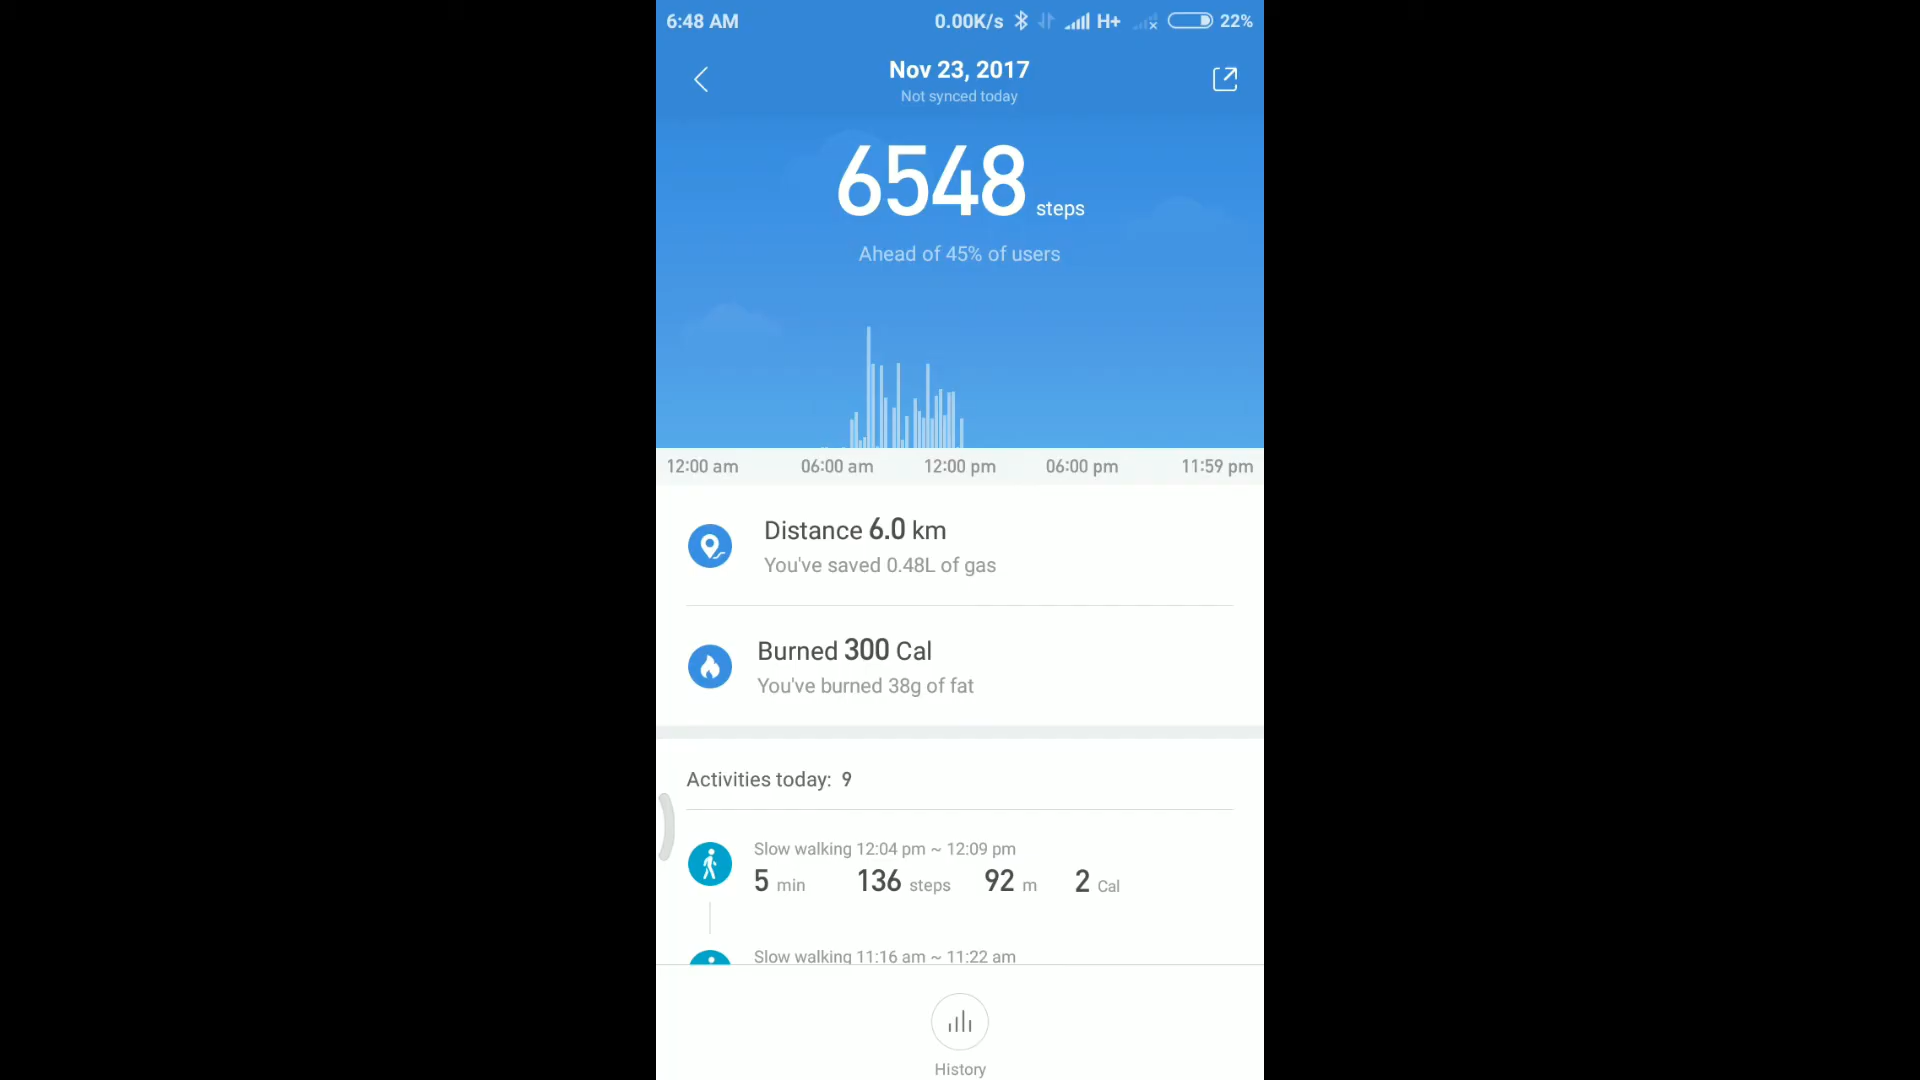 6:48 AM 0.00K/s H+ 22%
Nov 23, 2017
Not synced today
6548 steps
Ahead of 45% of users
12:00 am 06:00 am 12:00 pm 06:00 pm 11:59 pm
Distance 6.0 km
You've saved 0.48L of gas
Burned 300 Cal
You've burned 38g of fat
Activities today: 9
Slow walking 12:04 pm ~ 12:09 pm
5 min 136 steps 92 m 2 Cal
Slow walking 11:16 am ~ 11:22 am
History